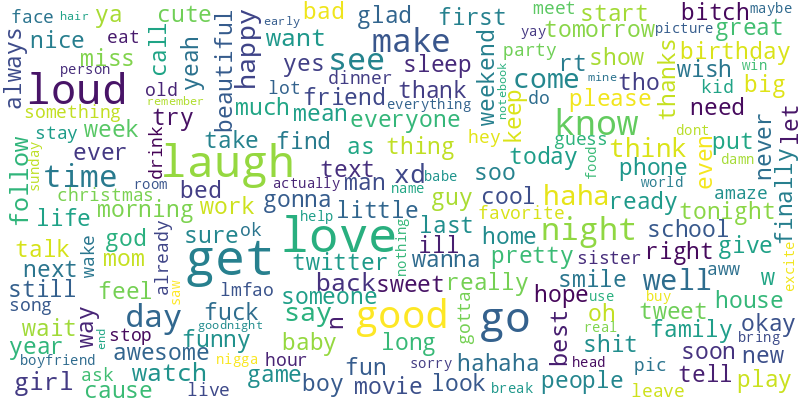 face hair ya cute glad first meet start bitch early yay picture maybe
always nice eat call yeah bad want make tomorrow great
miss beautiful happy yes see sleep party rt show thanks birthday win
loud person old lot dinner friend thank weekend come tho wish kid big
something remember much mean everything keep notebook do mine please need
stay week try drink take find everyone hey know dont let
sunday ever laugh as thing guess think put never
follow time room bed actually text man xd babe soo today food phone even damn
christmas gonna name guy cool haha world ready amaze finally
life morning work help little last favorite night school tonight
talk god sure ok love nothing ill home pretty sister right give excite
next mom already get twitter wanna smile well aww w
still wake feel saw lmfao back sweet really hope use buy house
song way day fuck someone n good gotta go best oh tweet okay
wait end stop goodnight say real family bring
year awesome funny baby long shit soon new
boyfriend nigga hour fun sorry hahaha head pic tell
girl ask watch live game boy movie look break people leave play
cause